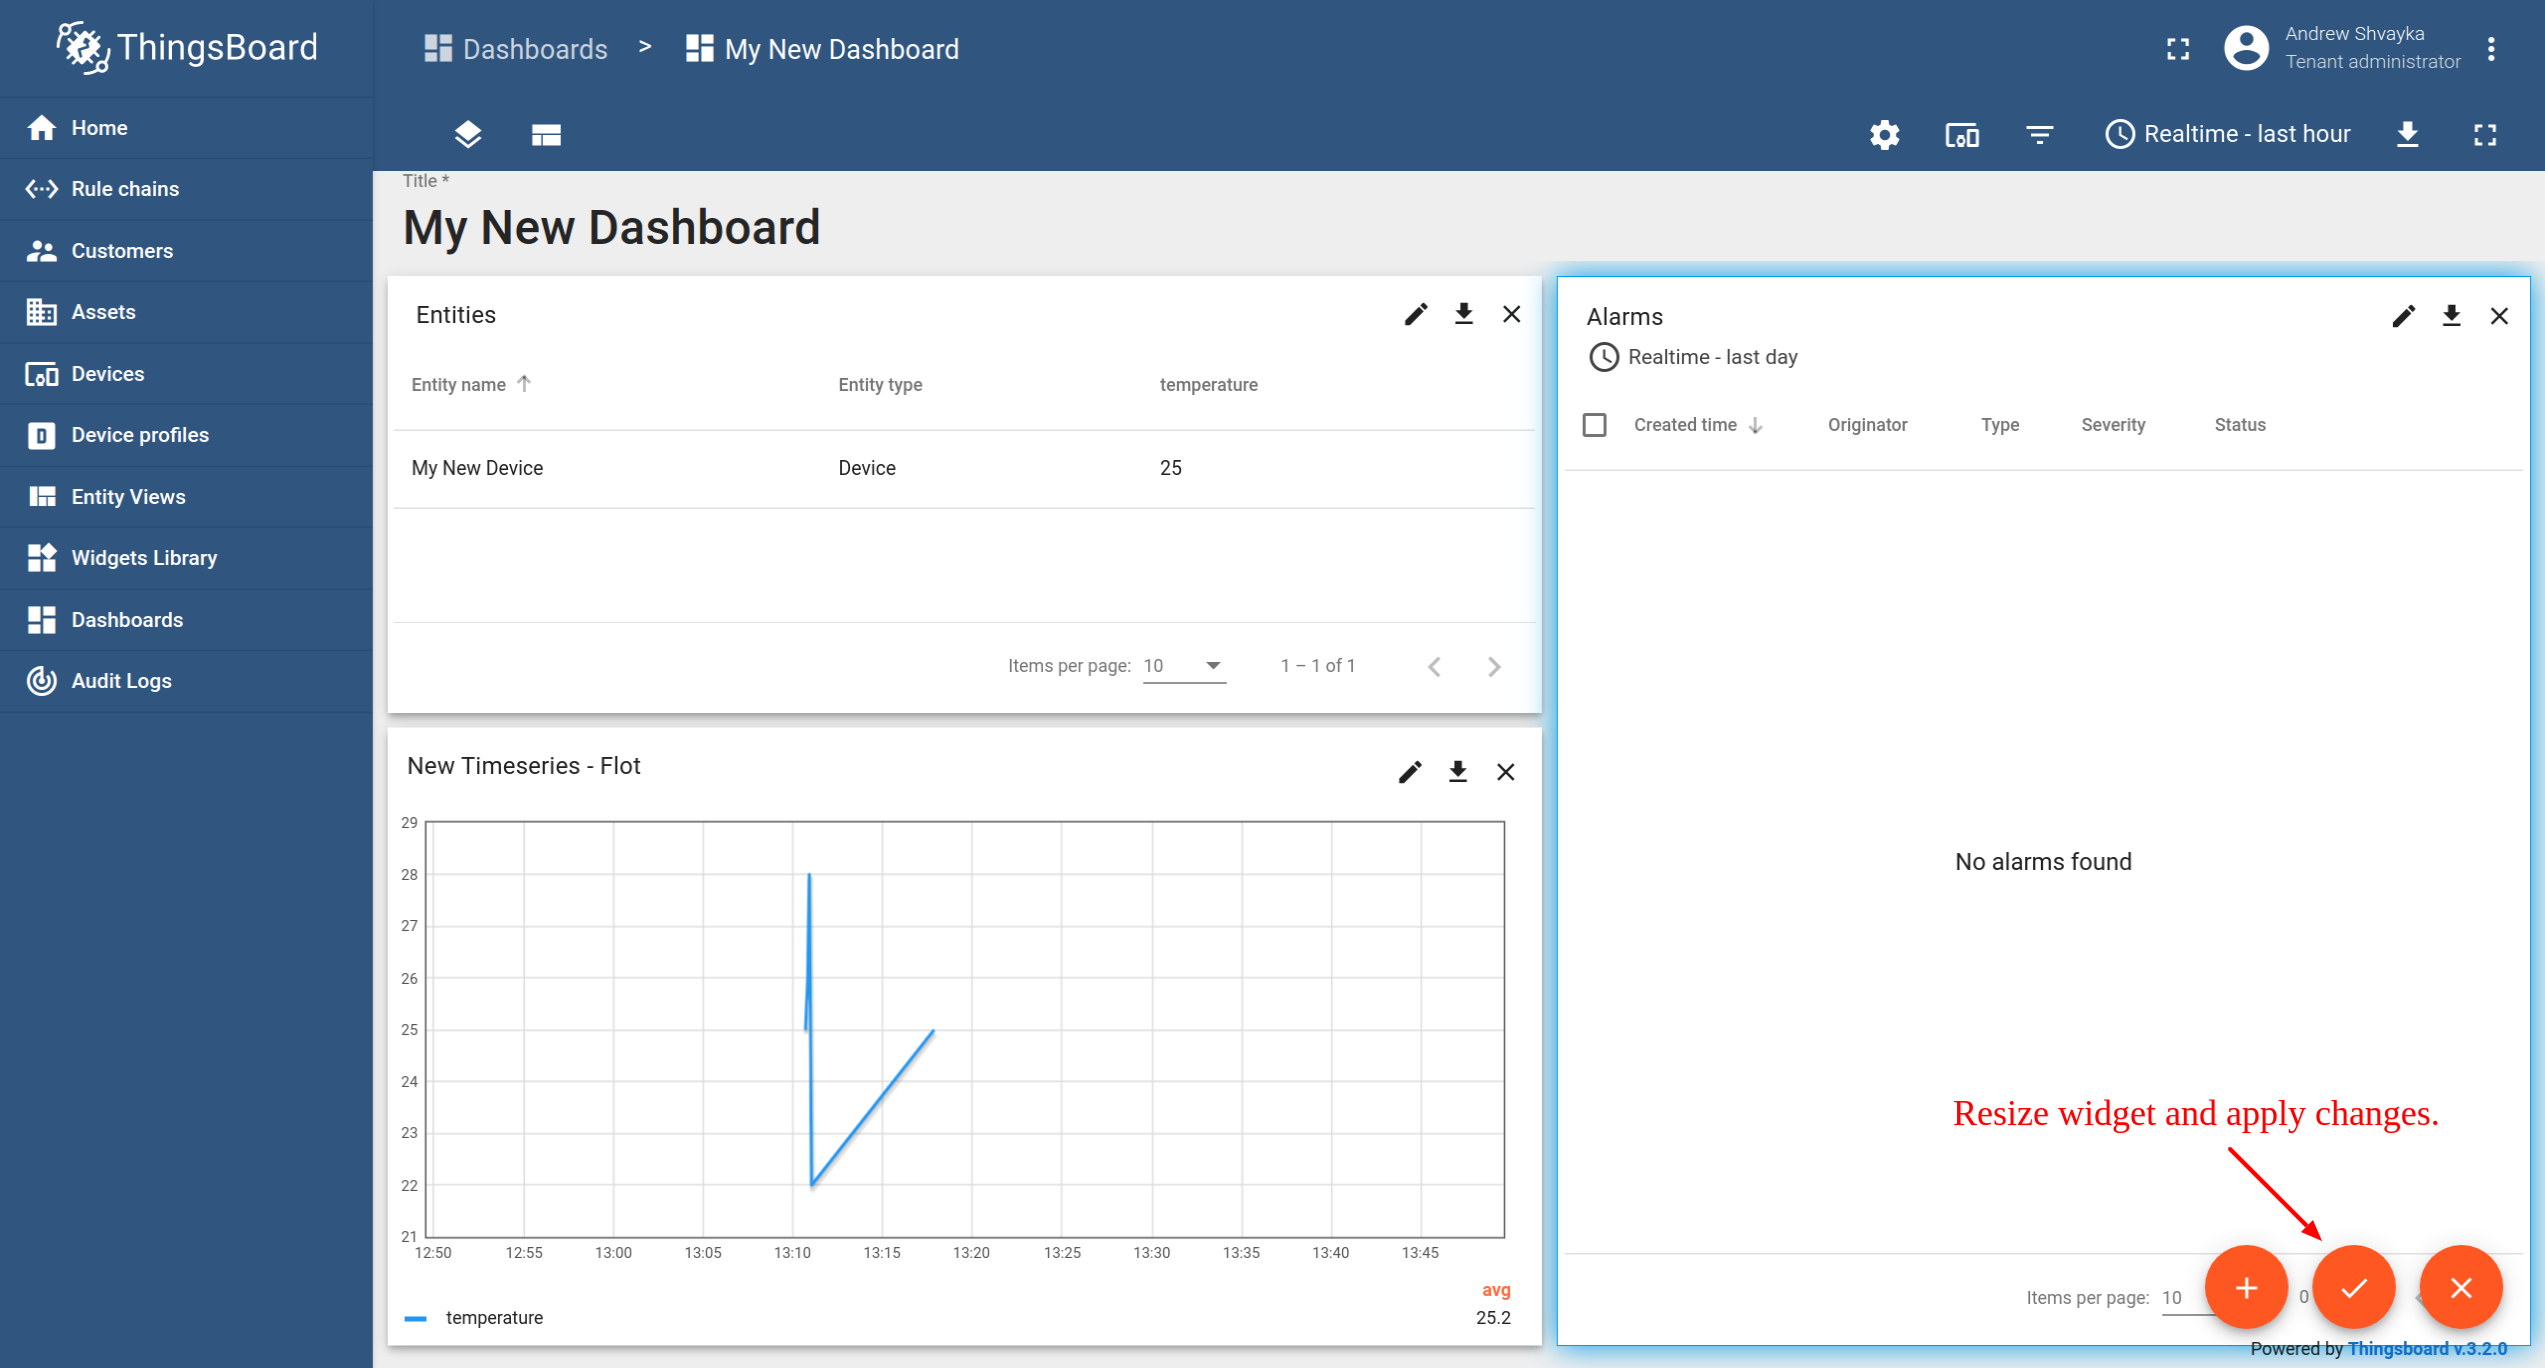 ThingsBoard
Dashboards > My New Dashboard
Andrew Shvayka
Tenant administrator
Home
Rule chains
Customers
Assets
Devices
Device profiles
Entity Views
Widgets Library
Dashboards
Audit Logs
Realtime - last hour
Title *
My New Dashboard
Entities
Entity name Entity type temperature
My New Device Device 25
Items per page: 10 1 – 1 of 1
New Timeseries - Flot
29
28
27
26
25
24
23
22
21
12:50 12:55 13:00 13:05 13:10 13:15 13:20 13:25 13:30 13:35 13:40 13:45
avg
temperature 25.2
Alarms
Realtime - last day
Created time Originator Type Severity Status
No alarms found
Resize widget and apply changes.
Items per page: 10 0
Powered by Thingsboard v.3.2.0